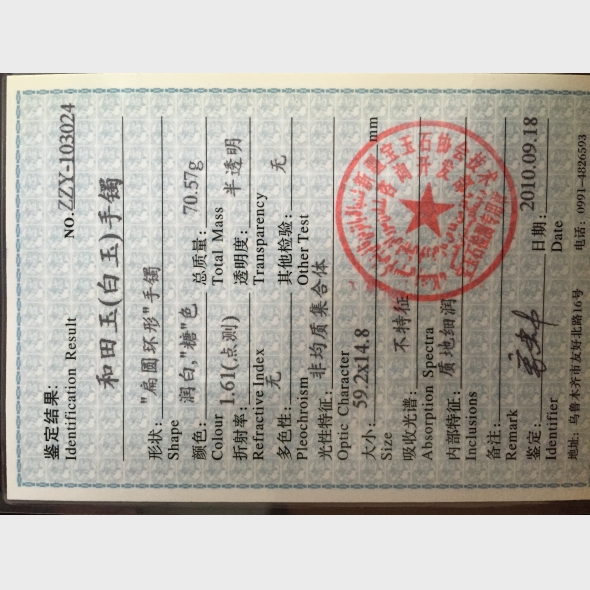 NO.ZZY-103024
鉴定结果:
Identification Result
和田玉(白玉)手镯
形状: "扁圆环形"手镯
Shape
颜色: 润白,"糖"色 总质量: 70.57g
Colour Total Mass
折射率: 1.61(点测) 透明度: 半透明
Refractive Index Transparency
多色性: 无 其他检验: 无
Pleochroism Other Test
光性特征: 非均质集合体
Optic Character
大小: 59.2x14.8 mm
Size
吸收光谱: 不特征
Absorption Spectra
内部特征: 质地细润
Inclusions
备注:
Remark
鉴定: 日期: 2010.09.18
Identifier Date
地址: 乌鲁木齐市友好北路16号 电话: 0991-4826593